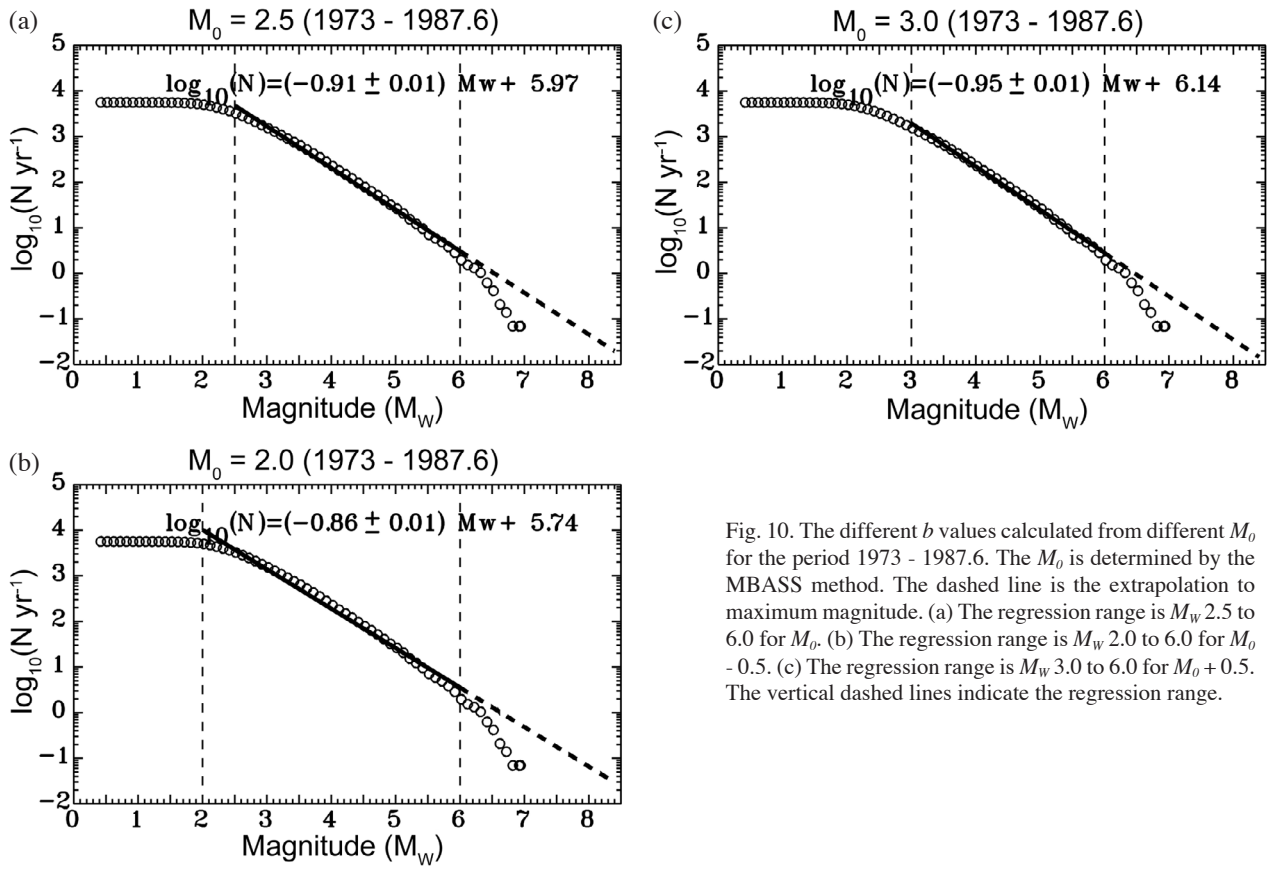 (a)
M₀ = 2.5 (1973 - 1987.6)
log₁₀(N)=(−0.91 ± 0.01) Mw+ 5.97
log₁₀(N yr⁻¹)
5
4
3
2
1
0
−1
−2
0 1 2 3 4 5 6 7 8
Magnitude (M_W)
(c)
M₀ = 3.0 (1973 - 1987.6)
log₁₀(N)=(−0.95 ± 0.01) Mw+ 6.14
log₁₀(N yr⁻¹)
5
4
3
2
1
0
−1
−2
0 1 2 3 4 5 6 7 8
Magnitude (M_W)
(b)
M₀ = 2.0 (1973 - 1987.6)
log₁₀(N)=(−0.86 ± 0.01) Mw+ 5.74
log₁₀(N yr⁻¹)
5
4
3
2
1
0
−1
−2
0 1 2 3 4 5 6 7 8
Magnitude (M_W)
Fig. 10. The different b values calculated from different M₀
for the period 1973 - 1987.6. The M₀ is determined by the
MBASS method. The dashed line is the extrapolation to
maximum magnitude. (a) The regression range is M_W 2.5 to
6.0 for M₀. (b) The regression range is M_W 2.0 to 6.0 for M₀
- 0.5. (c) The regression range is M_W 3.0 to 6.0 for M₀ + 0.5.
The vertical dashed lines indicate the regression range.